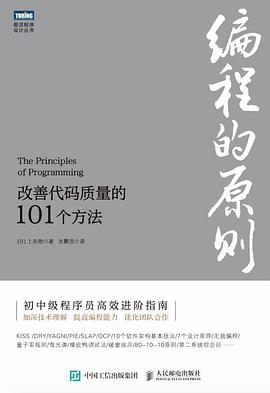 TURING
图灵程序
设计丛书
编程的原则
The Principles
of Programming
改善代码质量的
101个方法
[日]上田勋◎著 支鹏浩◎译
初中级程序员高效进阶指南
加深技术理解 提高编程能力 优化团队合作
KISS /DRY/YAGNI/PIE/SLAP/OCP/10个软件架构基本技法/7个设计原则/无我编程/
童子军规则/曳光弹/橡皮鸭调试法/破窗效应/80-10-10原则/第二系统综合征……
中国工信出版集团
人民邮电出版社